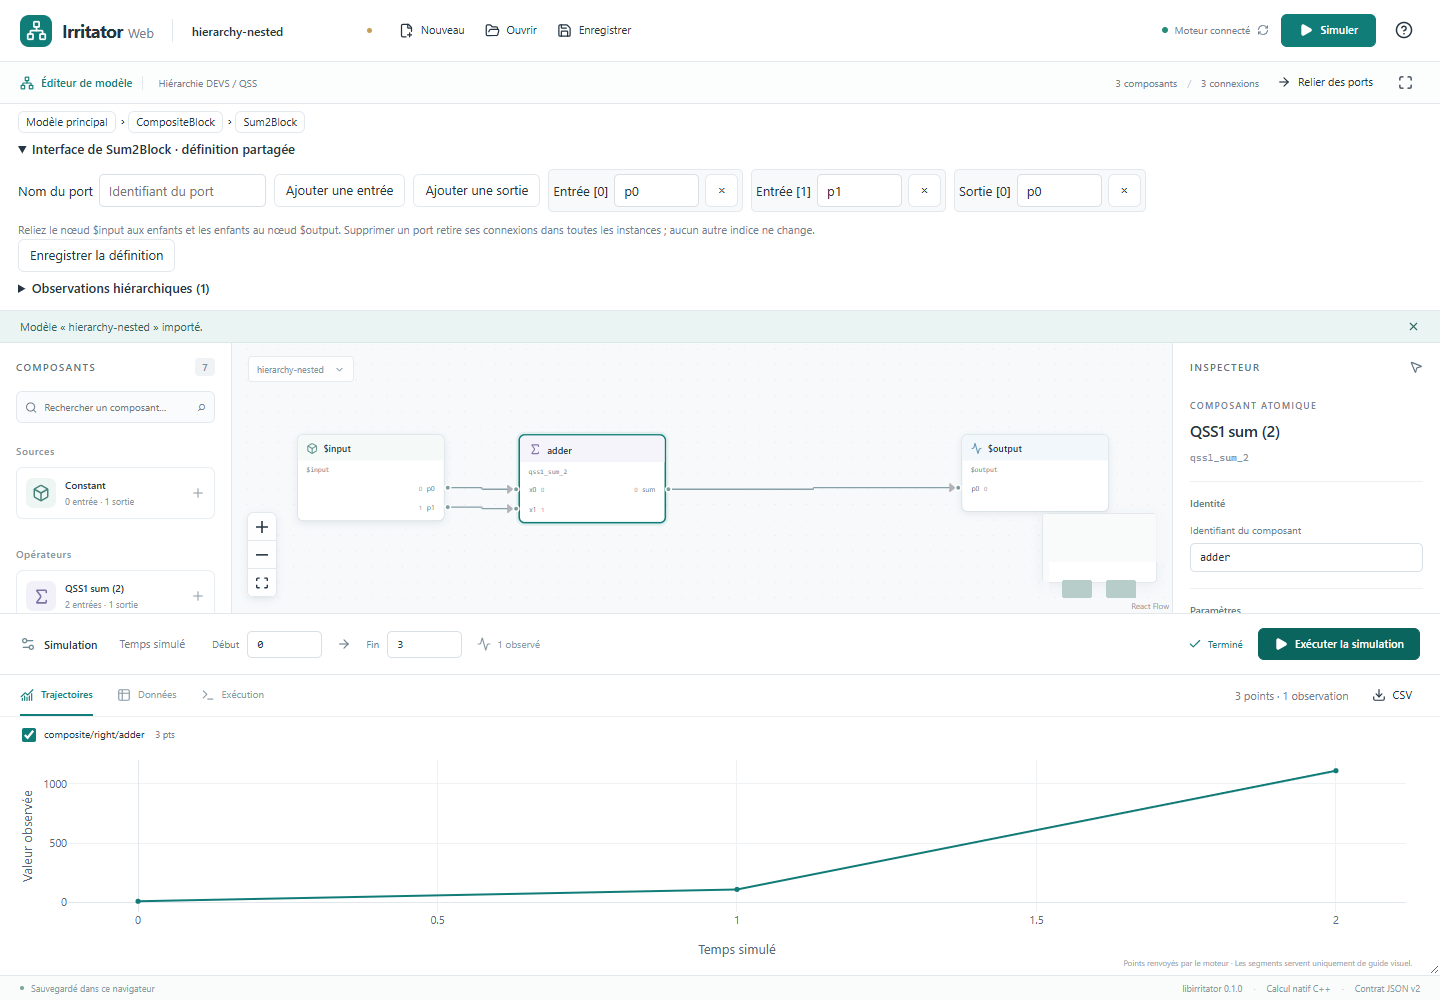 Irritator Web
hierarchy-nested
Nouveau
Ouvrir
Enregistrer
Moteur connecté
Simuler
Éditeur de modèle
Hiérarchie DEVS / QSS
3 composants / 3 connexions
Relier des ports
Modèle principal › CompositeBlock › Sum2Block
Interface de Sum2Block · définition partagée
Nom du port
Identifiant du port
Ajouter une entrée
Ajouter une sortie
Entrée [0] p0 ×
Entrée [1] p1 ×
Sortie [0] p0 ×
Reliez le nœud $input aux enfants et les enfants au nœud $output. Supprimer un port retire ses connexions dans toutes les instances ; aucun autre indice ne change.
Enregistrer la définition
Observations hiérarchiques (1)
Modèle « hierarchy-nested » importé.
COMPOSANTS 7
Rechercher un composant...
Sources
Constant
0 entrée · 1 sortie
Opérateurs
QSS1 sum (2)
2 entrées · 1 sortie
hierarchy-nested
$input
$input
0 p0
1 p1
adder
qss1_sum_2
x0 0
0 sum
x1 1
$output
$output
p0 0
React Flow
INSPECTEUR
COMPOSANT ATOMIQUE
QSS1 sum (2)
qss1_sum_2
Identité
Identifiant du composant
adder
Paramètres
Simulation
Temps simulé
Début 0
Fin 3
1 observé
Terminé
Exécuter la simulation
Trajectoires
Données
Exécution
3 points · 1 observation
CSV
composite/right/adder 3 pts
Valeur observée
1000
500
0
0
0.5
1
1.5
2
Temps simulé
Points renvoyés par le moteur · Les segments servent uniquement de guide visuel.
Sauvegardé dans ce navigateur
libirritator 0.1.0 · Calcul natif C++ · Contrat JSON v2